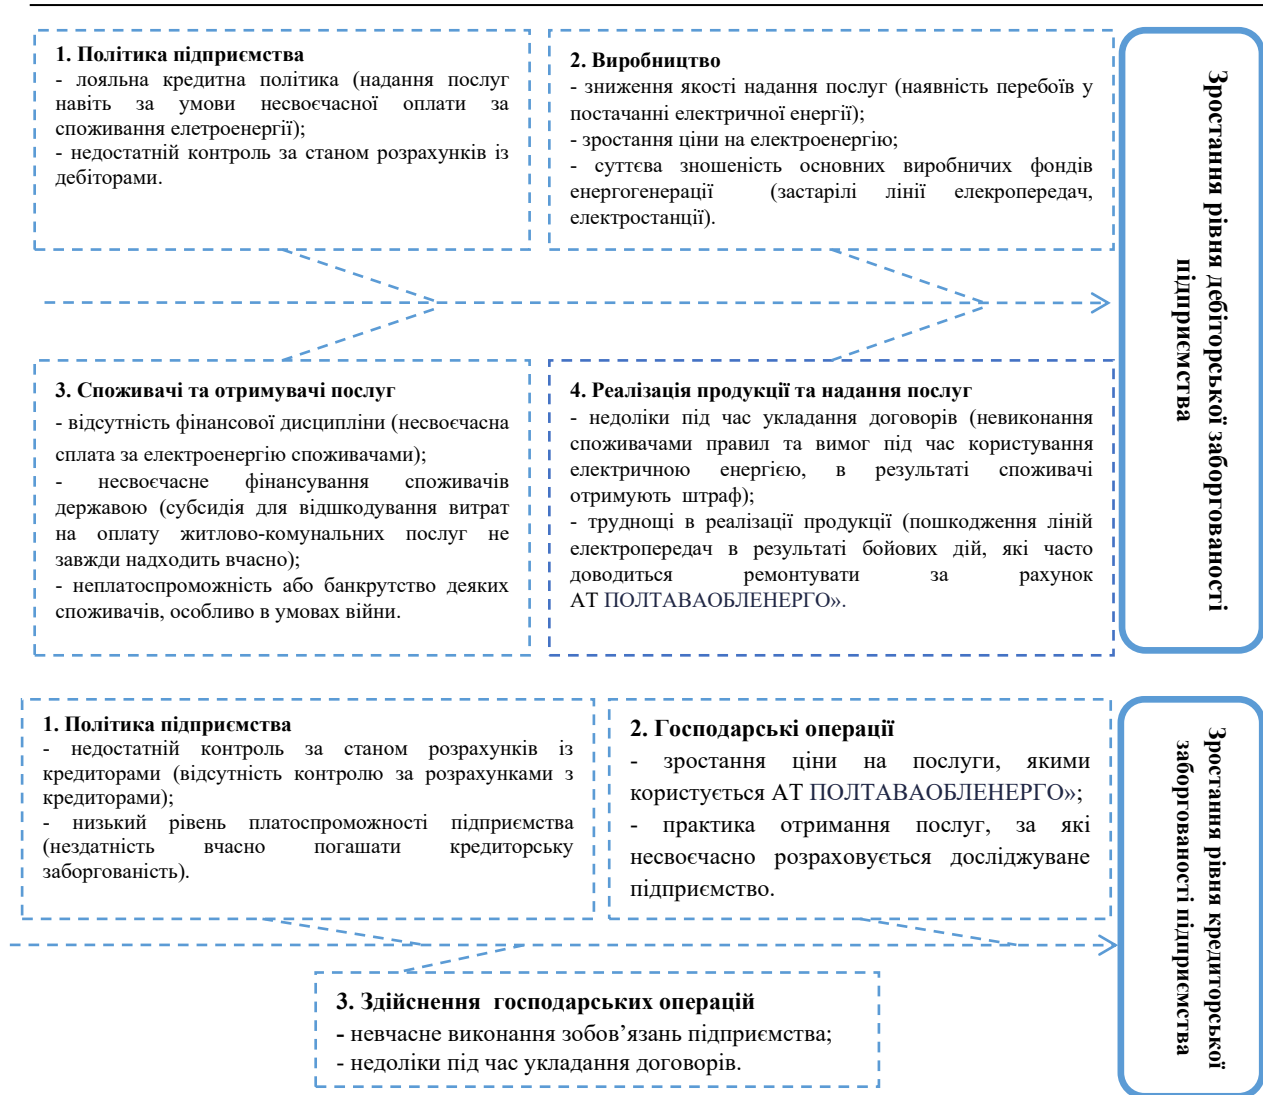 1. Політика підприємства
- лояльна кредитна політика (надання послуг
навіть за умови несвоєчасної оплати за
споживання елетроенергії);
- недостатній контроль за станом розрахунків із
дебіторами.
2. Виробництво
- зниження якості надання послуг (наявність перебоїв у
постачанні електричної енергії);
- зростання ціни на електроенергію;
- суттєва зношеність основних виробничих фондів
енергогенерації (застарілі лінії елекропередач,
електростанції).
Зростання рівня дебіторської заборгованості
підприємства
3. Споживачі та отримувачі послуг
- відсутність фінансової дисципліни (несвоєчасна
сплата за електроенергію споживачами);
- несвоєчасне фінансування споживачів
державою (субсидія для відшкодування витрат
на оплату житлово-комунальних послуг не
завжди надходить вчасно);
- неплатоспроможність або банкрутство деяких
споживачів, особливо в умовах війни.
4. Реалізація продукції та надання послуг
- недоліки під час укладання договорів (невиконання
споживачами правил та вимог під час користування
електричною енергією, в результаті споживачі
отримують штраф);
- труднощі в реалізації продукції (пошкодження ліній
електропередач в результаті бойових дій, які часто
доводиться ремонтувати за рахунок
АТ ПОЛТАВАОБЛЕНЕРГО».
1. Політика підприємства
- недостатній контроль за станом розрахунків із
кредиторами (відсутність контролю за розрахунками з
кредиторами);
- низький рівень платоспроможності підприємства
(нездатність вчасно погашати кредиторську
заборгованість).
2. Господарські операції
- зростання ціни на послуги, якими
користується АТ ПОЛТАВАОБЛЕНЕРГО»;
- практика отримання послуг, за які
несвоєчасно розраховується досліджуване
підприємство.
Зростання рівня кредиторської
заборгованості підприємства
3. Здійснення господарських операцій
- невчасне виконання зобов’язань підприємства;
- недоліки під час укладання договорів.